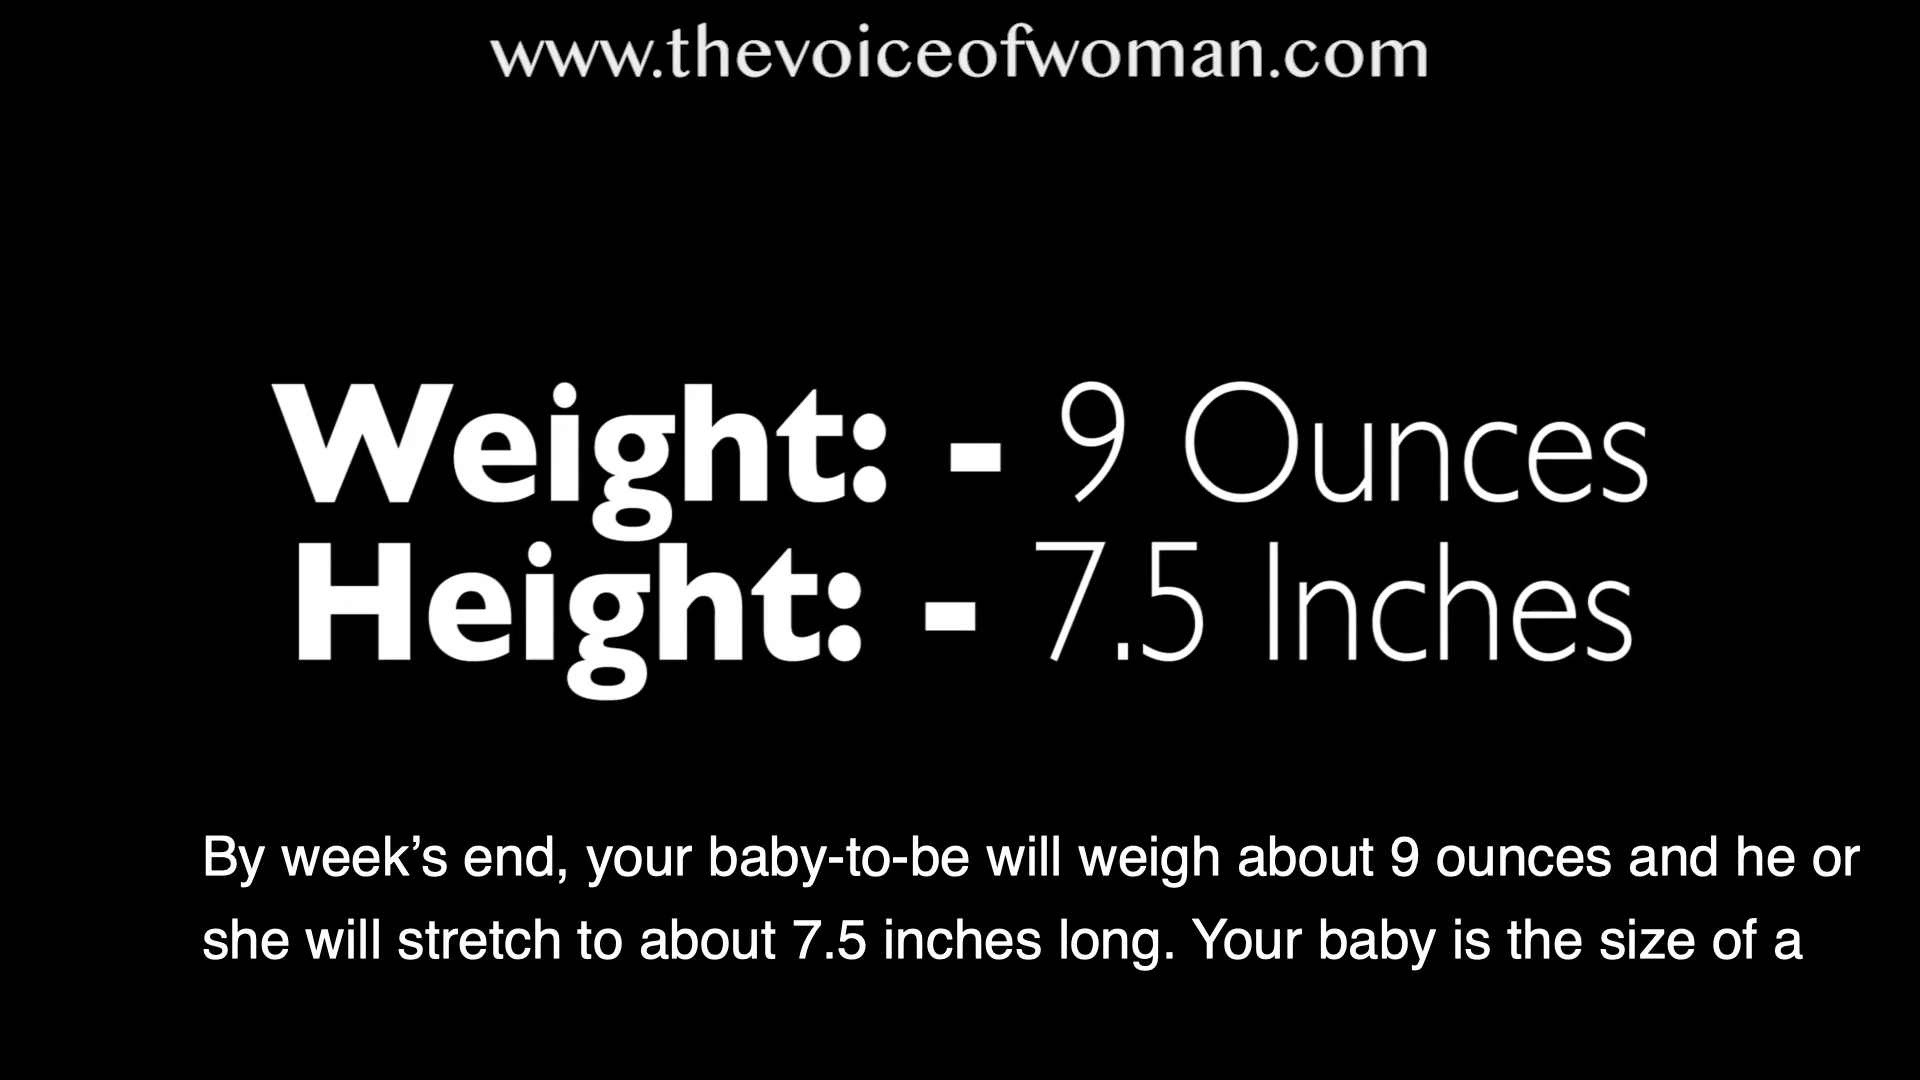 www.thevoiceofwoman.com
Weight: - 9 Ounces
Height: - 7.5 Inches
By week’s end, your baby-to-be will weigh about 9 ounces and he or
she will stretch to about 7.5 inches long. Your baby is the size of a